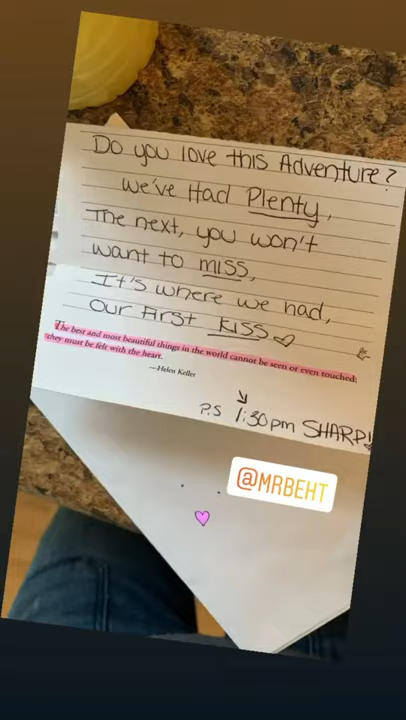 Do you love this Adventure?
we've Had Plenty,
The next, you won't
want to miss,
It's where we had,
our First Kiss
The best and most beautiful things in the world cannot be seen or even touched;
they must be felt with the heart.
—Helen Keller
P.S 1:30pm SHARP!
@MRBEHT